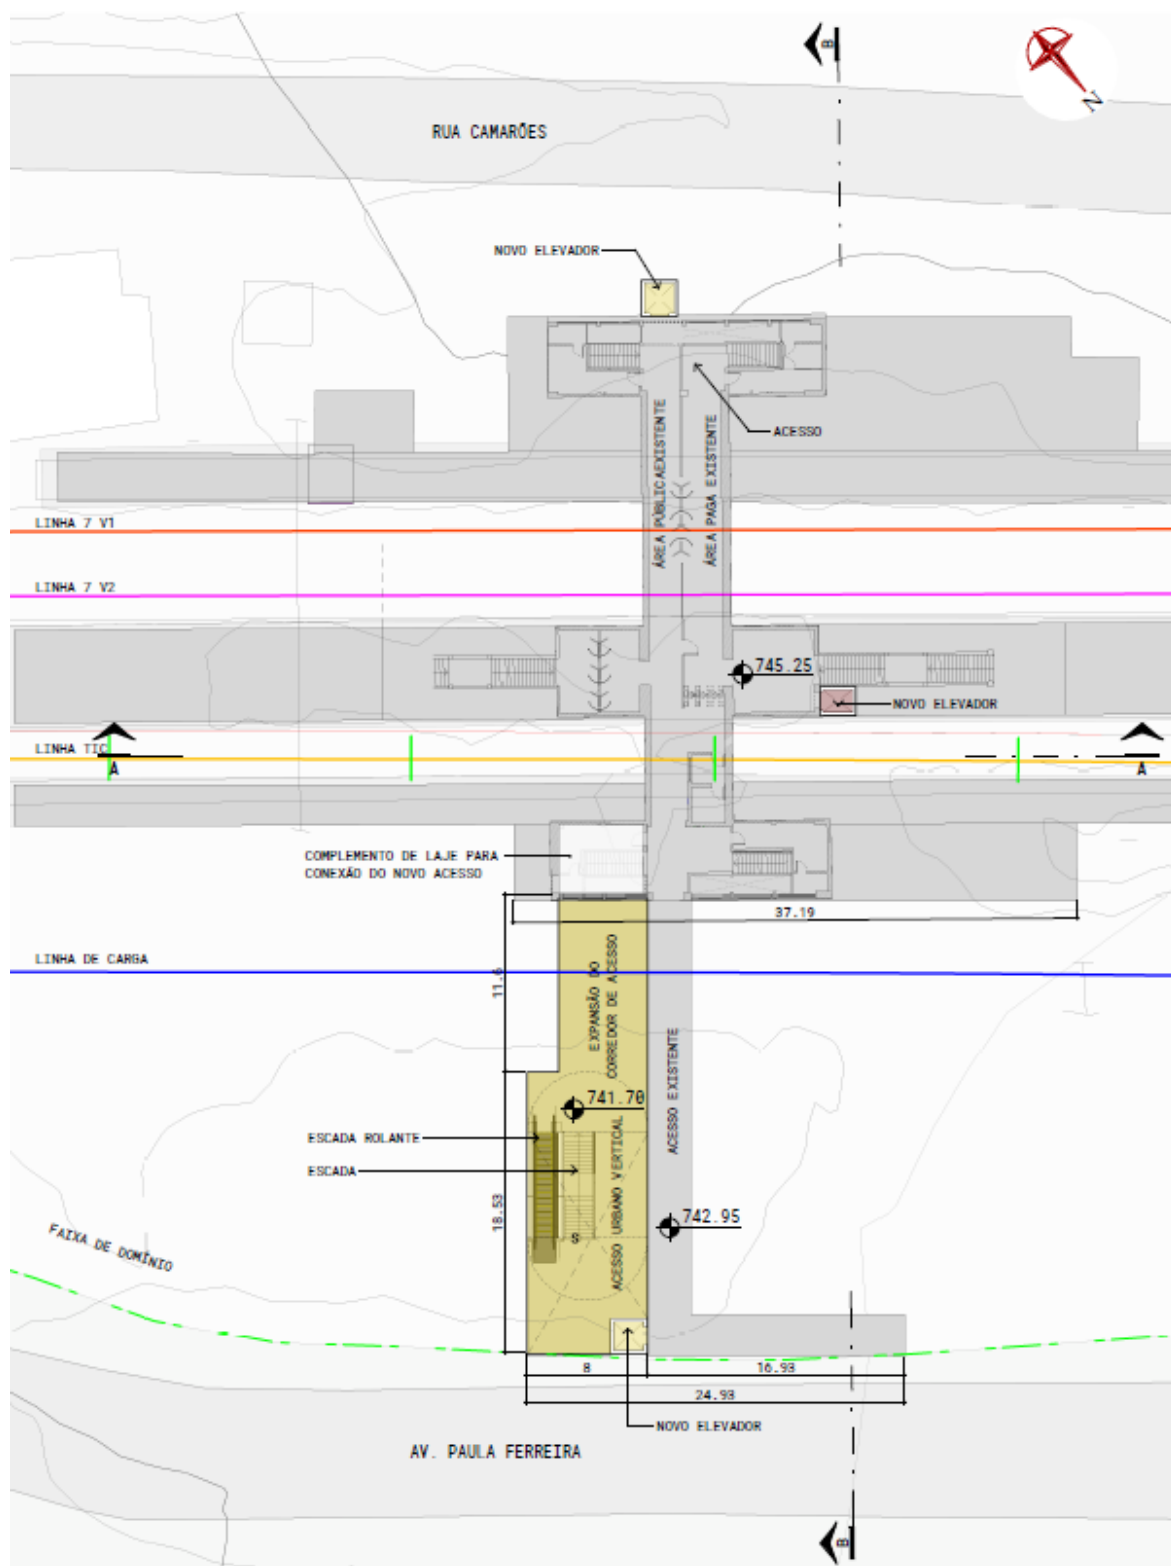 B
N
RUA CAMARÕES
NOVO ELEVADOR
ACESSO
ÁREA PÚBLICAEXISTENTE
ÁREA PAGA EXISTENTE
LINHA 7 V1
LINHA 7 V2
745.25
NOVO ELEVADOR
LINHA TIC
A
A
COMPLEMENTO DE LAJE PARA
CONEXÃO DO NOVO ACESSO
37.19
LINHA DE CARGA
11.6
EXPANSÃO DO
CORREDOR DE ACESSO
ACESSO EXISTENTE
741.70
ESCADA ROLANTE
ESCADA
ACESSO URBANO VERTICAL
18.53
S
742.95
FAIXA DE DOMÍNIO
8
16.93
24.93
NOVO ELEVADOR
AV. PAULA FERREIRA
B